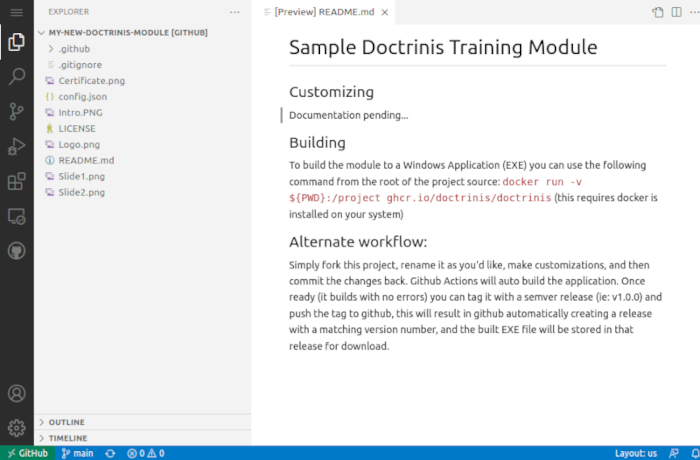 EXPLORER
MY-NEW-DOCTRINIS-MODULE [GITHUB]
.github
.gitignore
Certificate.png
config.json
Intro.PNG
LICENSE
Logo.png
README.md
Slide1.png
Slide2.png
OUTLINE
TIMELINE
[Preview] README.md
Sample Doctrinis Training Module
Customizing
Documentation pending...
Building
To build the module to a Windows Application (EXE) you can use the following
command from the root of the project source: docker run -v
${PWD}:/project ghcr.io/doctrinis/doctrinis (this requires docker is
installed on your system)
Alternate workflow:
Simply fork this project, rename it as you'd like, make customizations, and then
commit the changes back. Github Actions will auto build the application. Once
ready (it builds with no errors) you can tag it with a semver release (ie: v1.0.0) and
push the tag to github, this will result in github automatically creating a release
with a matching version number, and the built EXE file will be stored in that
release for download.
GitHub main 0 0 Layout: us